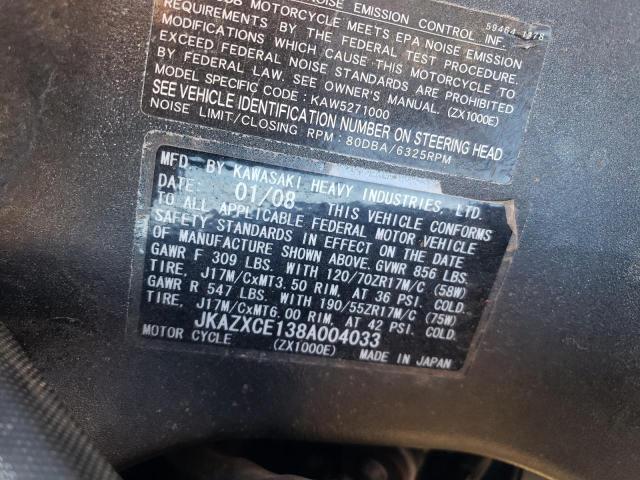 NOISE EMISSION CONTROL INF.
59464-1378
MOTORCYCLE MEETS EPA NOISE EMISSION
REQUIREMENTS BY THE FEDERAL TEST PROCEDURE.
MODIFICATIONS WHICH CAUSE THIS MOTORCYCLE TO
EXCEED FEDERAL NOISE STANDARDS ARE PROHIBITED
BY FEDERAL LAW. SEE OWNER'S MANUAL.
MODEL SPECIFIC CODE: KAW5271000 (ZX1000E)
SEE VEHICLE IDENTIFICATION NUMBER ON STEERING HEAD
NOISE LIMIT/CLOSING RPM: 80DBA/6325RPM
MFD. BY KAWASAKI HEAVY INDUSTRIES, LTD.
DATE: 01/08 THIS VEHICLE CONFORMS
TO ALL APPLICABLE FEDERAL MOTOR VEHICLE
SAFETY STANDARDS IN EFFECT ON THE DATE
OF MANUFACTURE SHOWN ABOVE. GVWR 856 LBS.
GAWR F 309 LBS. WITH 120/70ZR17M/C (58W)
TIRE, J17M/CxMT3.50 RIM, AT 36 PSI. COLD.
GAWR R 547 LBS. WITH 190/55ZR17M/C (75W)
TIRE, J17M/CxMT6.00 RIM, AT 42 PSI. COLD.
JKAZXCE138A004033
MOTOR CYCLE (ZX1000E) MADE IN JAPAN